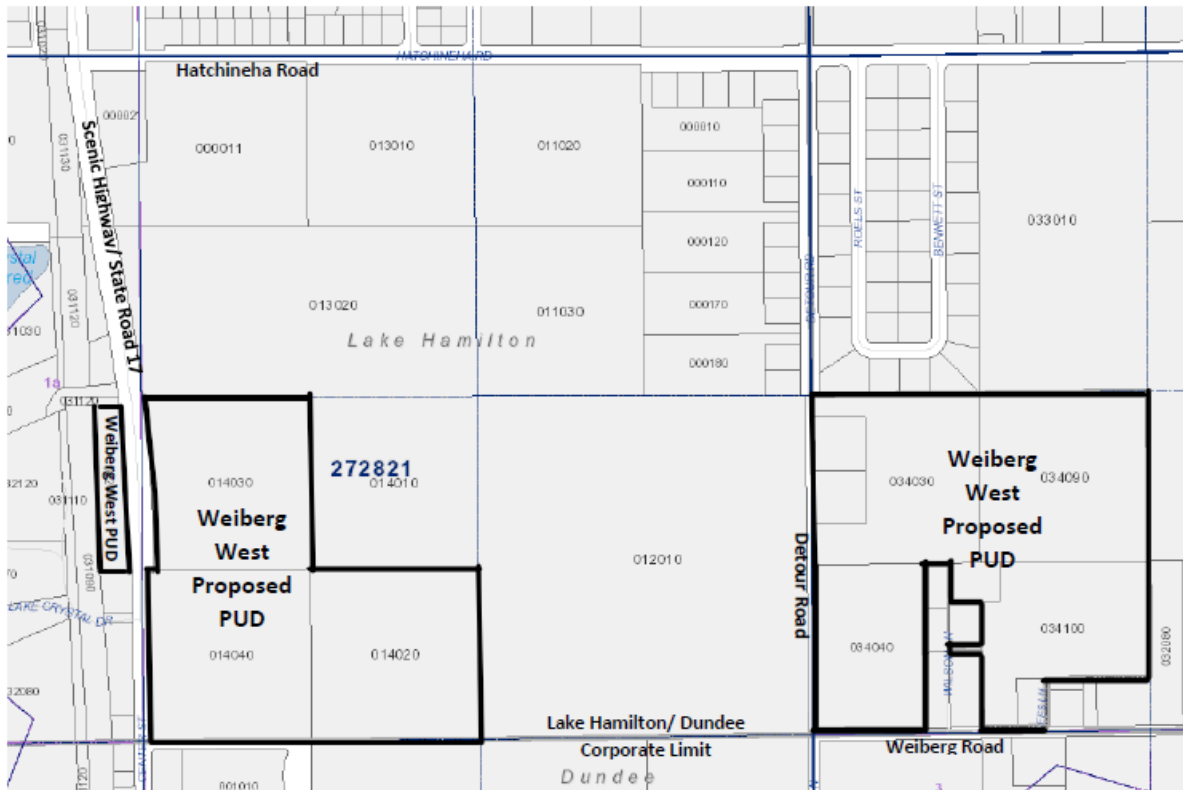 HATCHINEHA RD
Hatchineha Road
Scenic Highway/ State Road 17
031130
000011
013010
011020
000010
000110
000120
000170
000180
ROELS ST
BENNETT ST
033010
031120
013020
011030
Lake Hamilton
1a
031120
Weiberg West PUD
031110
031090
LAKE CRYSTAL DR
014030
272821
014010
Weiberg
West
Proposed
PUD
014040
014020
012010
Detour Road
034030
034090
Weiberg
West
Proposed
PUD
034040
034100
032080
Lake Hamilton/ Dundee
Corporate Limit
Weiberg Road
Dundee
001010
3